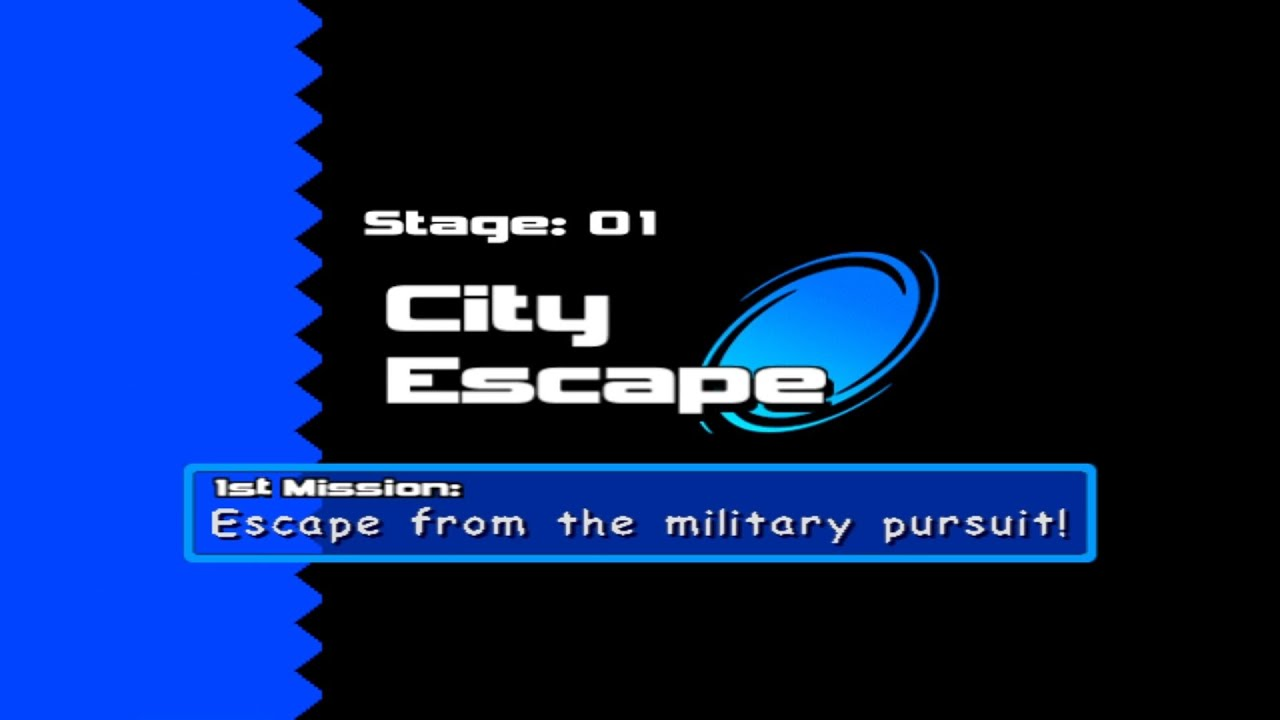 Stage: 01
City
Escape
1st Mission:
Escape from the military pursuit!